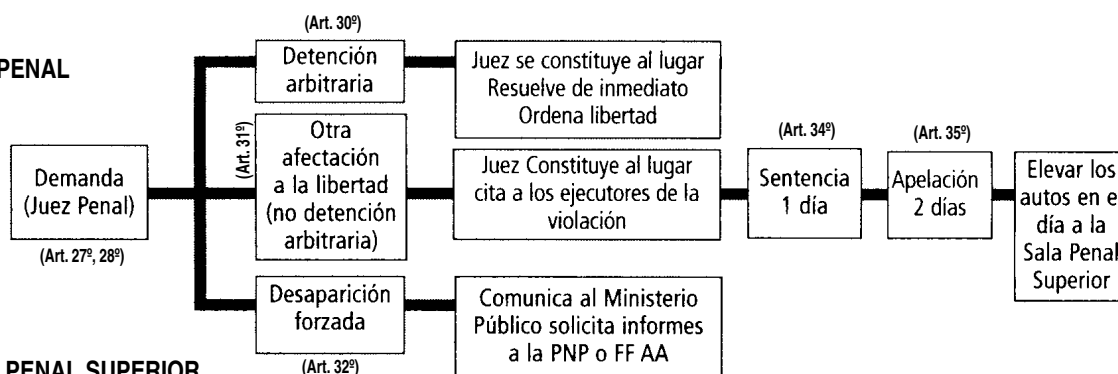 PENAL
Demanda
(Juez Penal)
(Art. 27º, 28º)
(Art. 30º)
Detención
arbitraria
Juez se constituye al lugar
Resuelve de inmediato
Ordena libertad
(Art. 31º)
Otra
afectación
a la libertad
(no detención
arbitraria)
Juez Constituye al lugar
cita a los ejecutores de la
violación
(Art. 34º)
Sentencia
1 día
(Art. 35º)
Apelación
2 días
Elevar los
autos en e
día a la
Sala Penal
Superior
Desaparición
forzada
(Art. 32º)
Comunica al Ministerio
Público solicita informes
a la PNP o FF AA
PENAL SUPERIOR